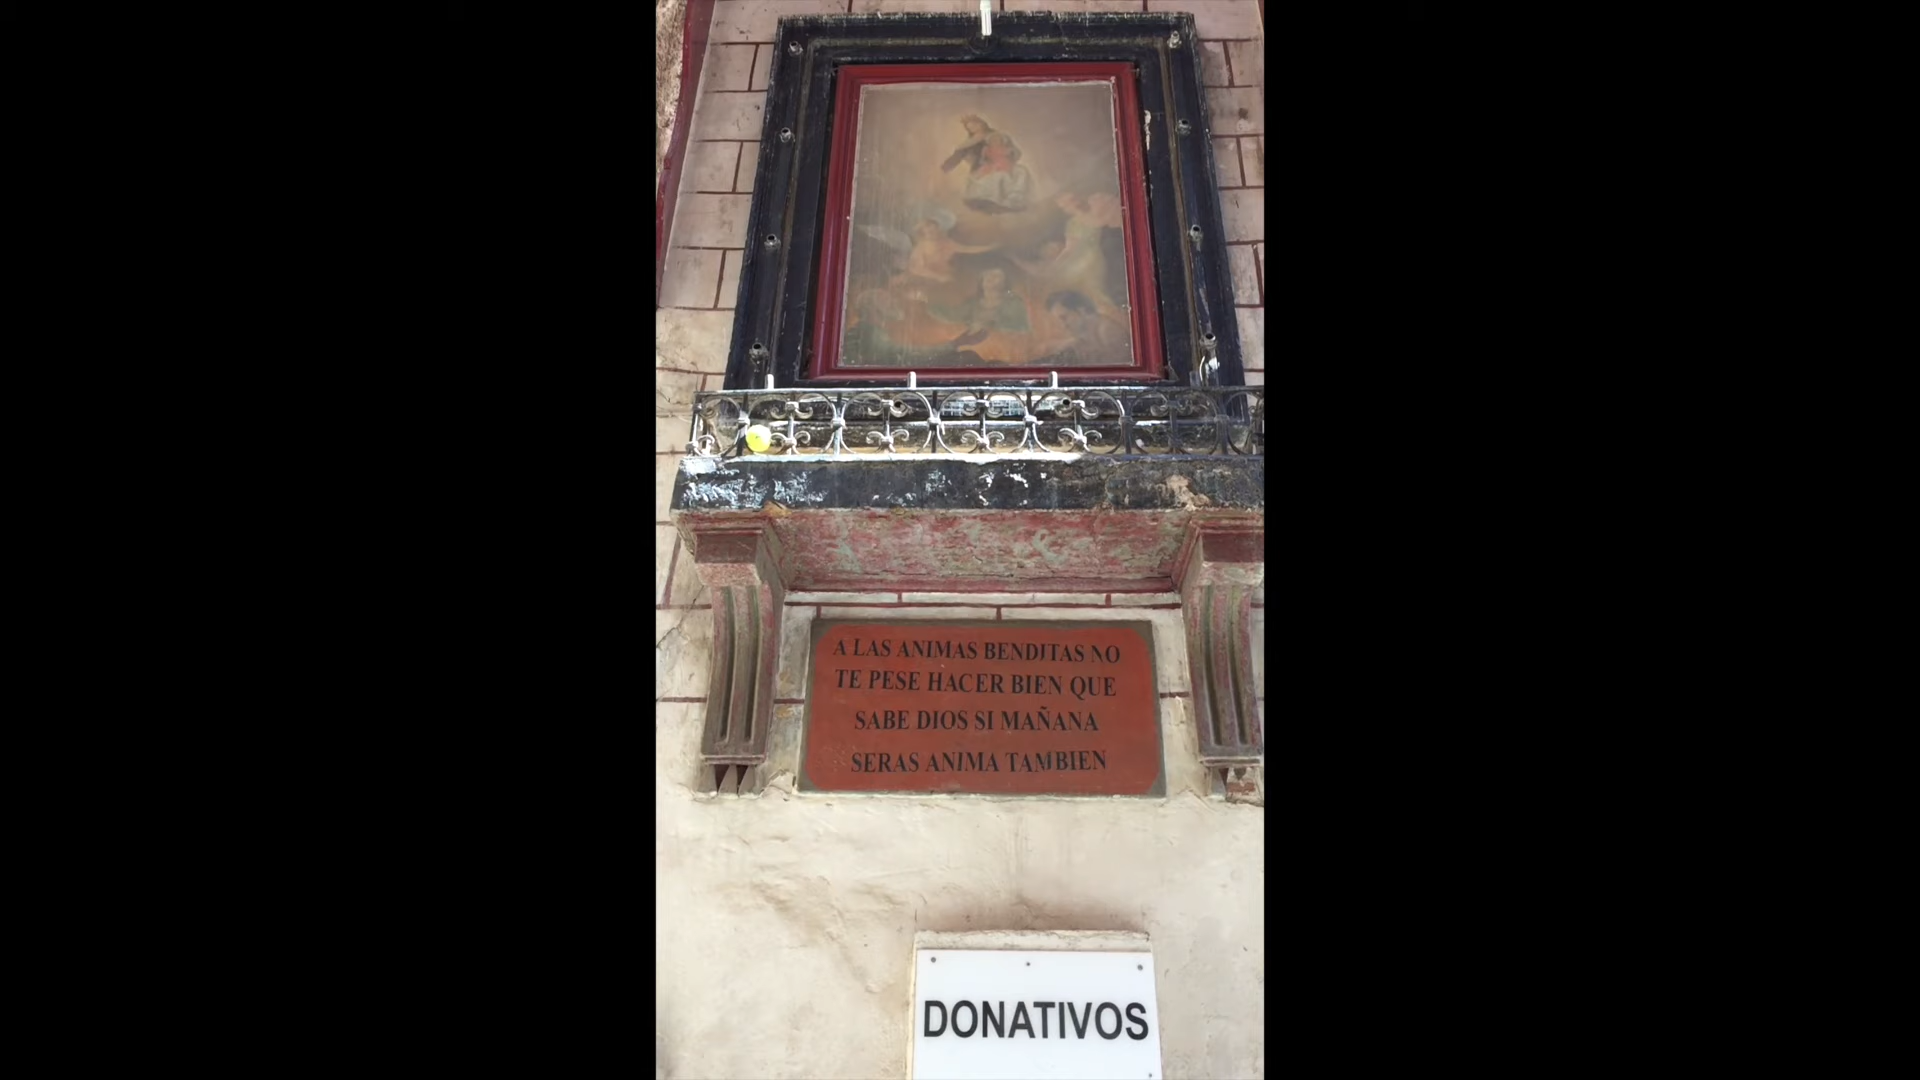 A LAS ANIMAS BENDITAS NO
TE PESE HACER BIEN QUE
SABE DIOS SI MAÑANA
SERAS ANIMA TAMBIEN
DONATIVOS